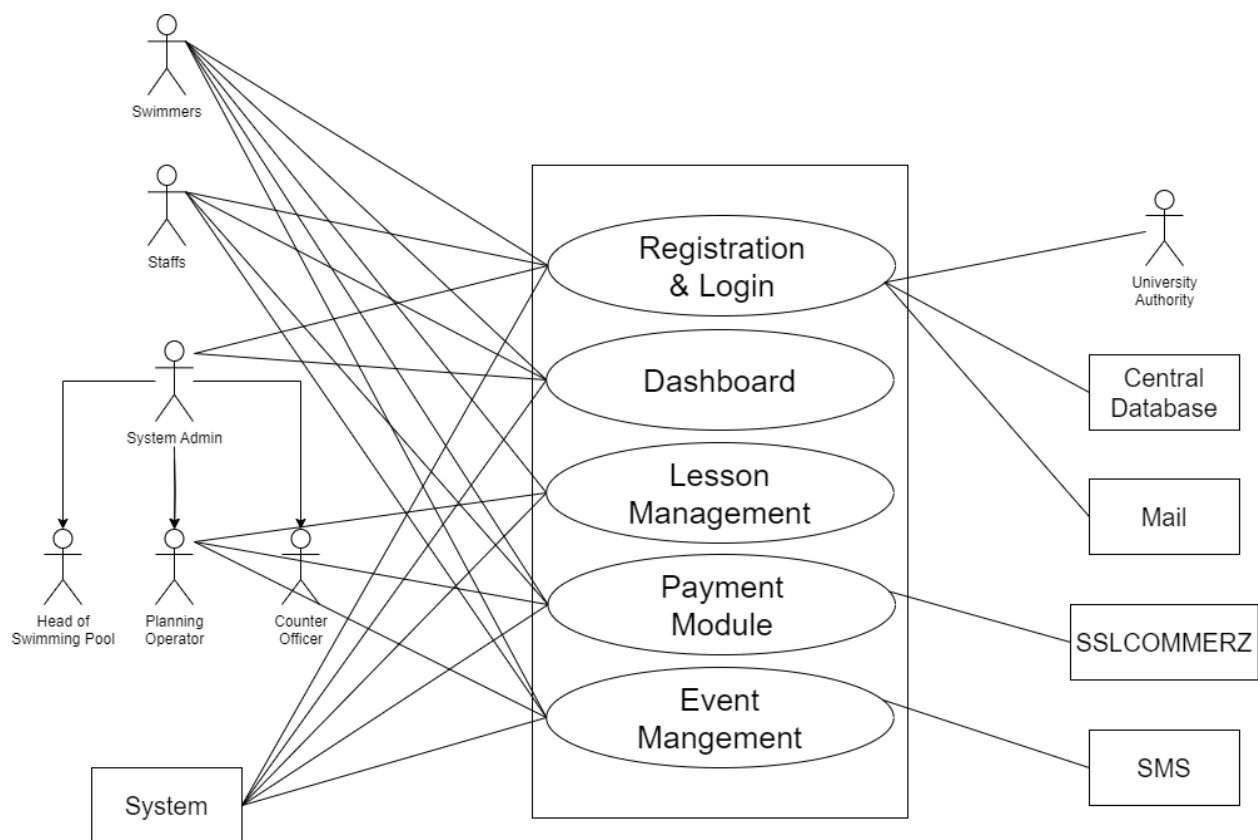 Swimmers
Staffs
System Admin
Head of
Swimming Pool
Planning
Operator
Counter
Officer
System
Registration
& Login
Dashboard
Lesson
Management
Payment
Module
Event
Mangement
University
Authority
Central
Database
Mail
SSLCOMMERZ
SMS